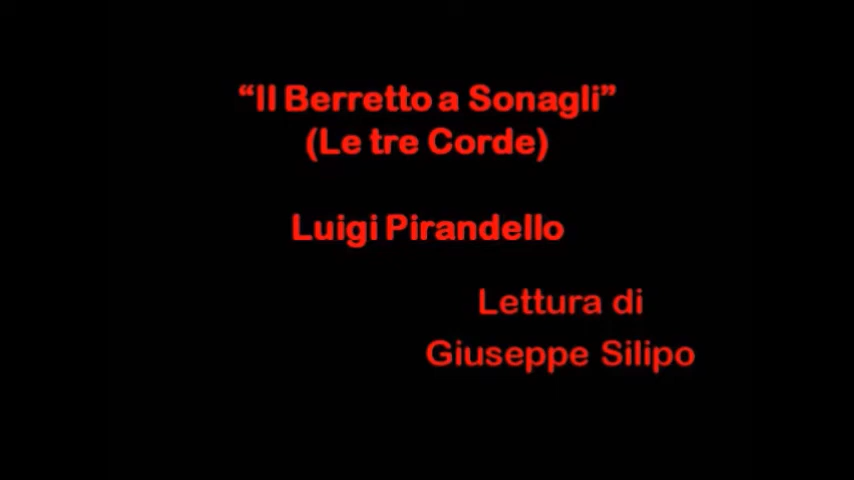 “Il Berretto a Sonagli”
(Le tre Corde)
Luigi Pirandello
Lettura di
Giuseppe Silipo